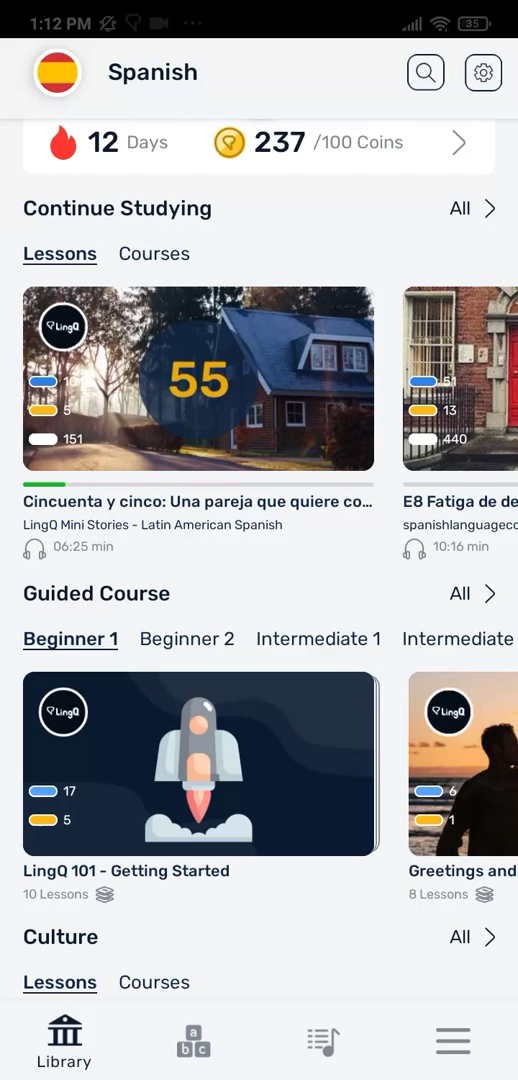 1:12 PM
35
Spanish
12 Days
237 /100 Coins
Continue Studying
All
Lessons
Courses
LingQ
55
5
151
51
13
440
Cincuenta y cinco: Una pareja que quiere co...
LingQ Mini Stories - Latin American Spanish
06:25 min
E8 Fatiga de de
spanishlanguageco
10:16 min
Guided Course
All
Beginner 1
Beginner 2
Intermediate 1
Intermediate
LingQ
17
5
LingQ
6
1
LingQ 101 - Getting Started
10 Lessons
Greetings and
8 Lessons
Culture
All
Lessons
Courses
a
b c
Library